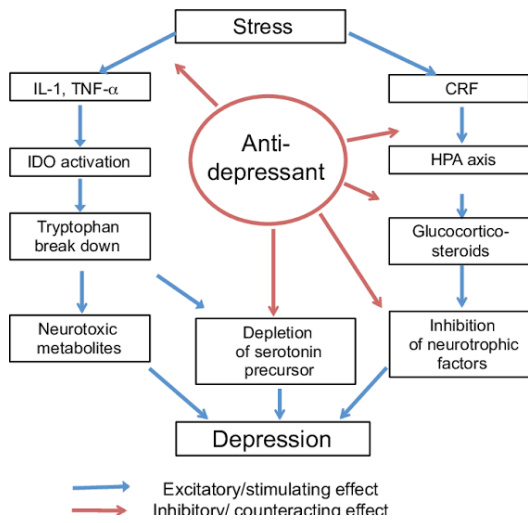 Stress
IL-1, TNF-α
CRF
Anti-
depressant
IDO activation
HPA axis
Tryptophan
break down
Glucocortico-
steroids
Neurotoxic
metabolites
Depletion
of serotonin
precursor
Inhibition
of neurotrophic
factors
Depression
Excitatory/stimulating effect
Inhibitory/ counteracting effect